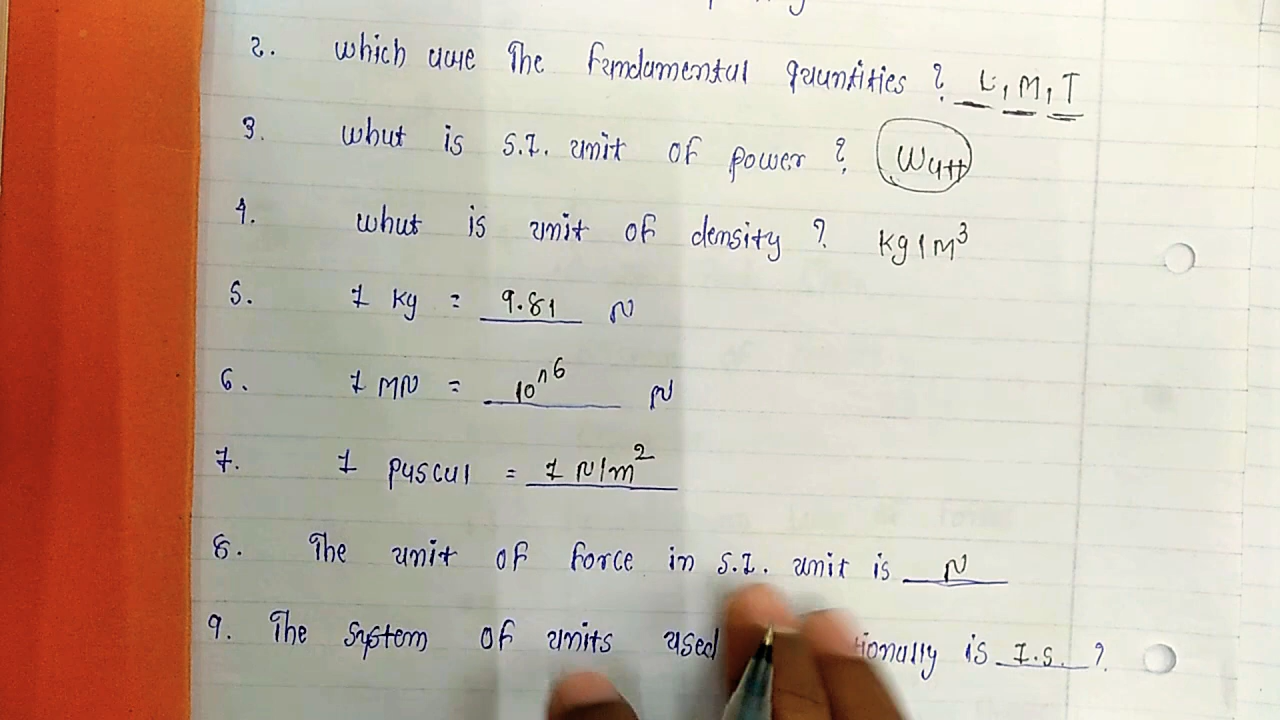 2. which are The Fundamental quantities ? L, M, T
3. what is S.I. unit of power ? Watt
4. what is unit of density ? kg/m³
5. 1 kg = 9.81 N
6. 1 MN = 10^6 N
7. 1 pascal = 1 N/m²
8. The unit of force in S.I. unit is N
9. The system of units used is I.S. ?